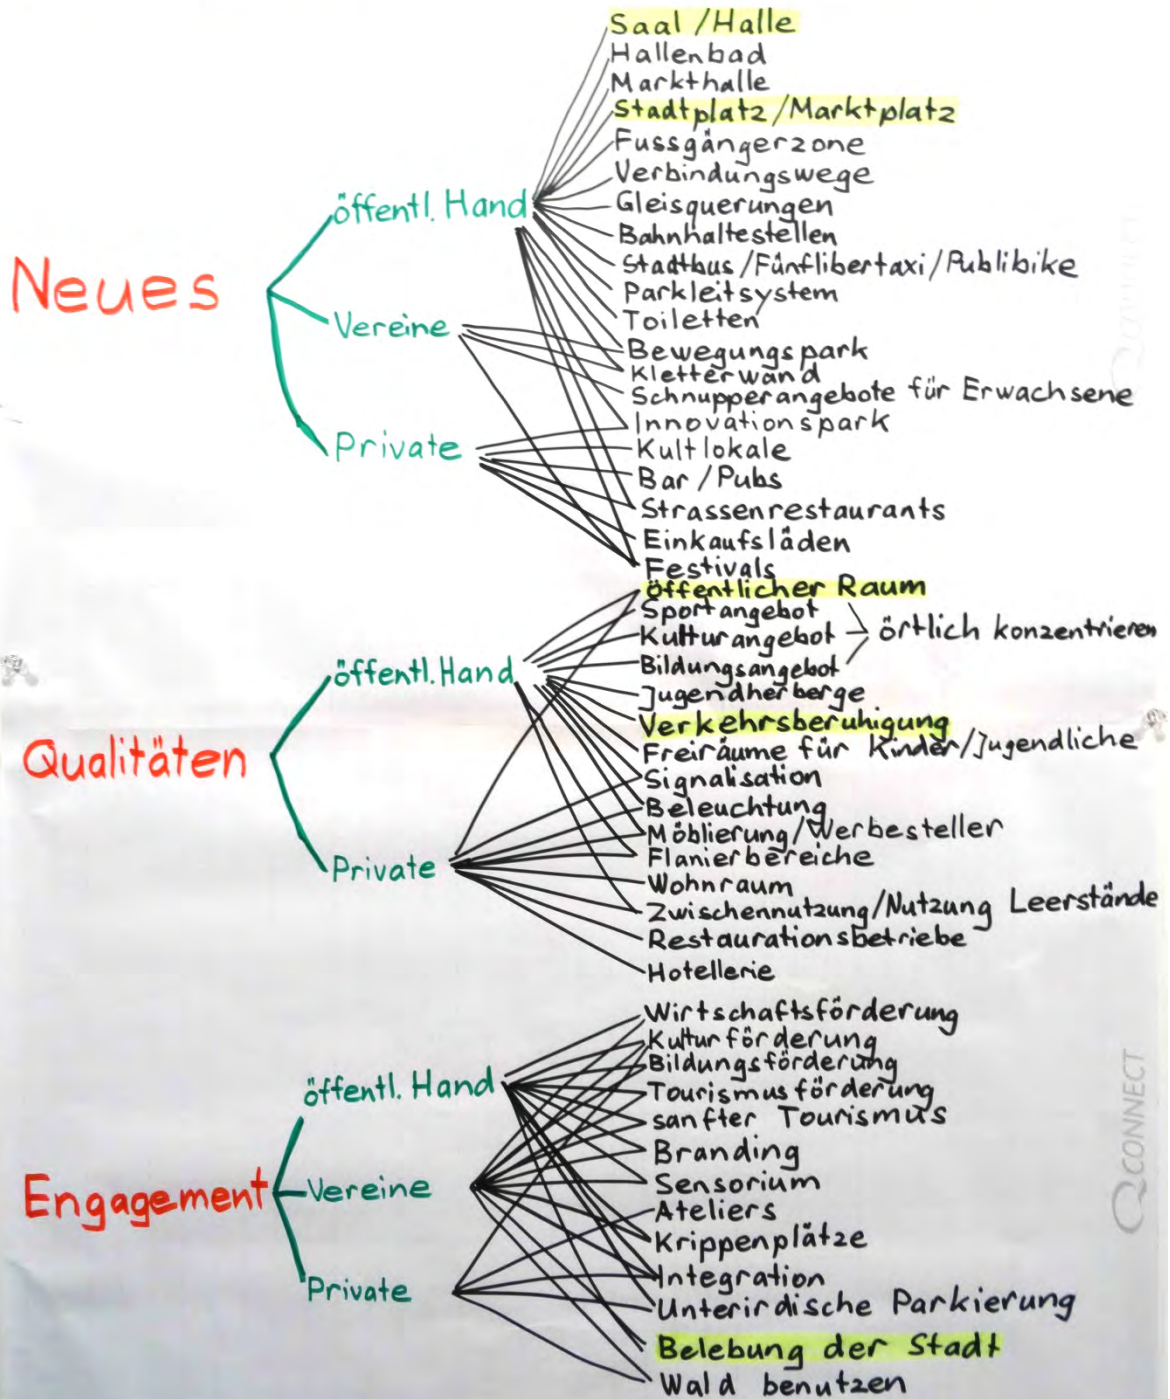 Neues
öffentl. Hand
Vereine
Private
Saal / Halle
Hallenbad
Markthalle
Stadtplatz/Marktplatz
Fussgängerzone
Verbindungswege
Gleisquerungen
Bahnhaltestellen
Stadtbus/Fünflibertaxi/Publibike
Parkleitsystem
Toiletten
Bewegungspark
Kletterwand
Schnupperangebote für Erwachsene
Innovationspark
Kultlokale
Bar / Pubs
Strassenrestaurants
Einkaufsläden
Festivals
Qualitäten
öffentl. Hand
Private
öffentlicher Raum
Sportangebot
Kulturangebot
örtlich konzentrieren
Bildungsangebot
Jugendherberge
Verkehrsberuhigung
Freiräume für Kinder/Jugendliche
Signalisation
Beleuchtung
Möblierung/Werbesteller
Flanierbereiche
Wohnraum
Zwischennutzung/Nutzung Leerstände
Restaurationsbetriebe
Hotellerie
Engagement
öffentl. Hand
Vereine
Private
Wirtschaftsförderung
Kulturförderung
Bildungsförderung
Tourismusförderung
sanfter Tourismus
Branding
Sensorium
Ateliers
Krippenplätze
Integration
Unterirdische Parkierung
Belebung der Stadt
Wald benutzen
CONNECT